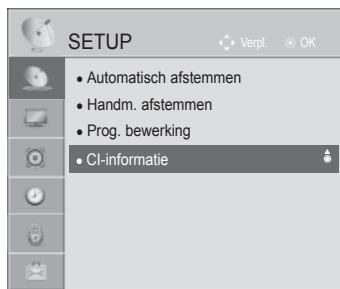 SETUP
Verpl. OK
• Automatisch afstemmen
• Handm. afstemmen
• Prog. bewerking
• CI-informatie